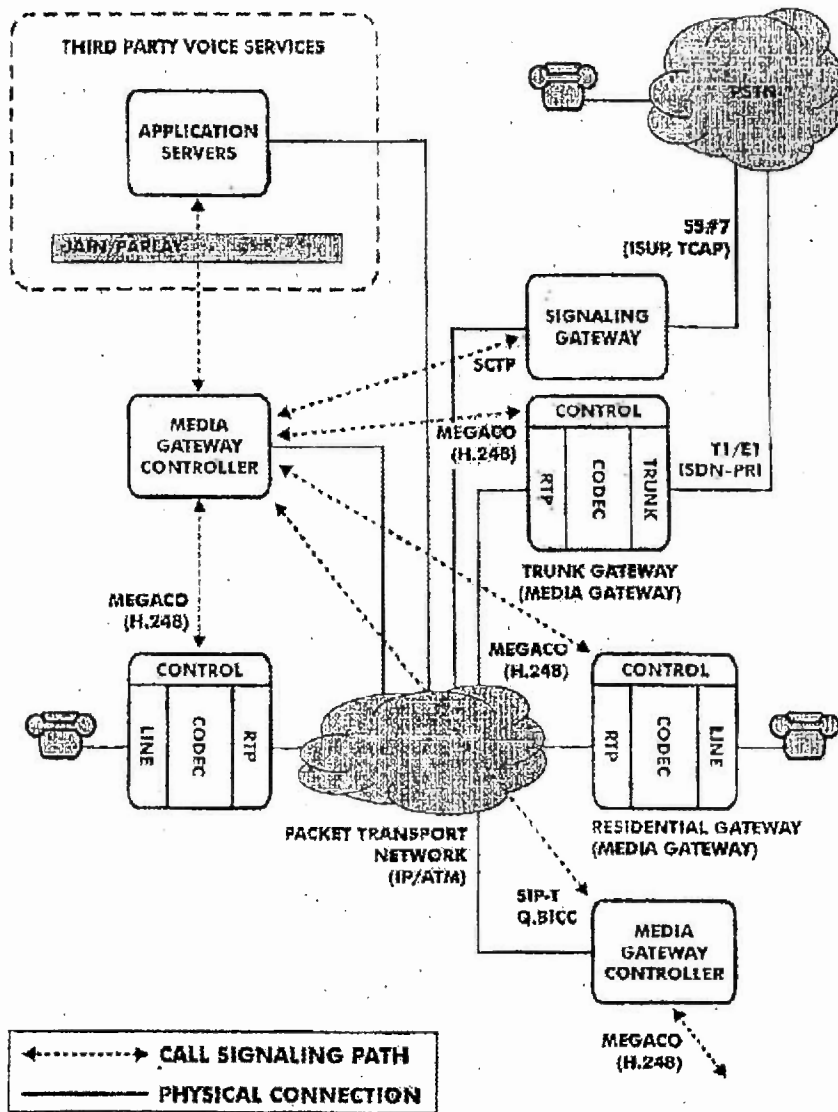 THIRD PARTY VOICE SERVICES
APPLICATION
SERVERS
JAIN/PARLAY
PSTN
SS#7
(ISUP, TCAP)
SIGNALING
GATEWAY
SCTP
MEDIA
GATEWAY
CONTROLLER
MEGACO
(H.248)
CONTROL
RTP
CODEC
TRUNK
T1/E1
ISDN-PRI
TRUNK GATEWAY
(MEDIA GATEWAY)
MEGACO
(H.248)
CONTROL
LINE
CODEC
RTP
MEGACO
(H.248)
CONTROL
RTP
CODEC
LINE
RESIDENTIAL GATEWAY
(MEDIA GATEWAY)
PACKET TRANSPORT
NETWORK
(IP/ATM)
SIP-T
Q.BICC
MEDIA
GATEWAY
CONTROLLER
MEGACO
(H.248)
CALL SIGNALING PATH
PHYSICAL CONNECTION